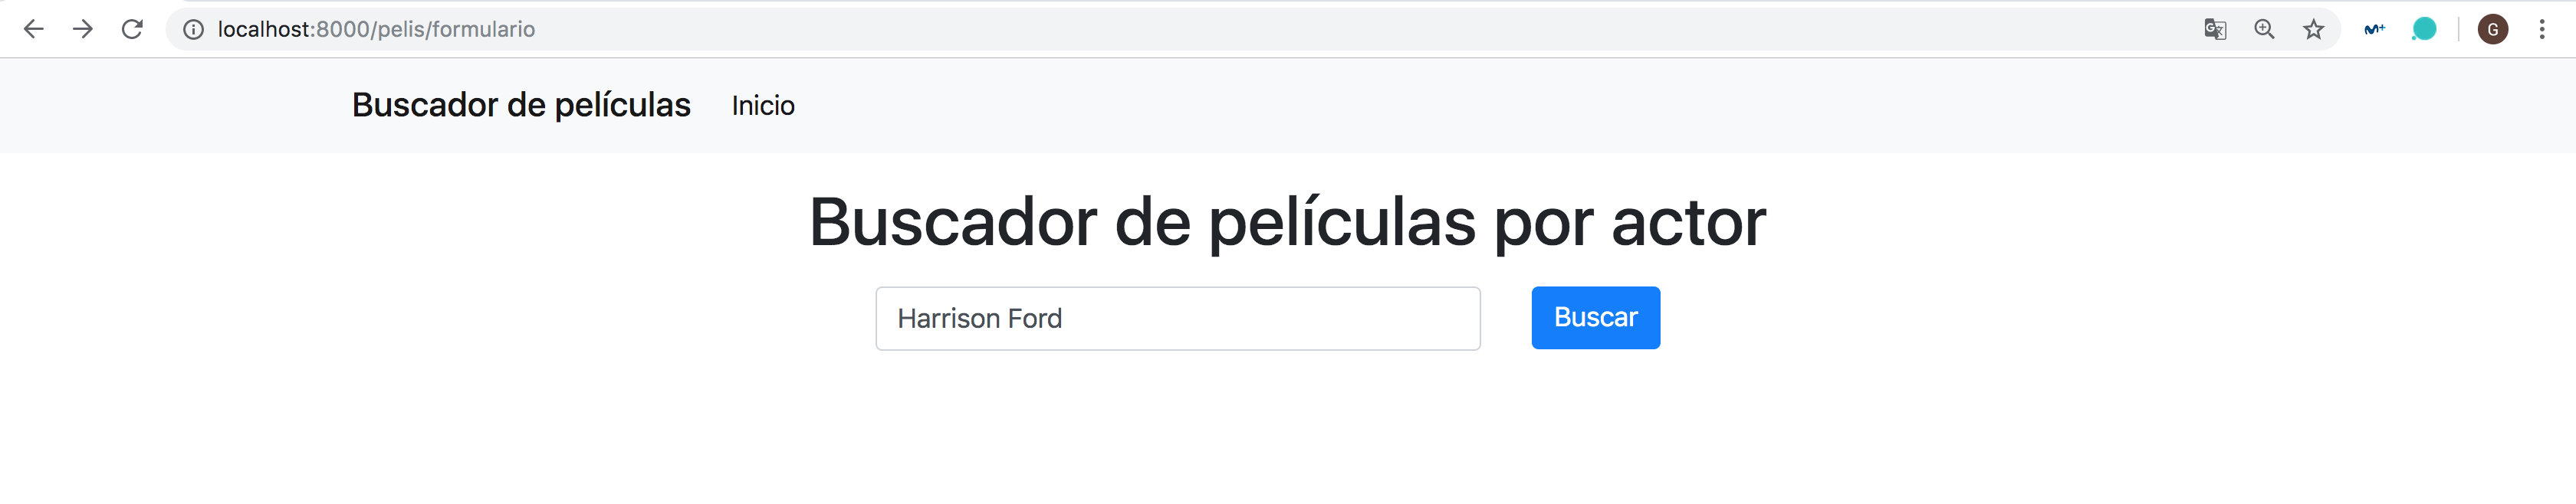 localhost:8000/pelis/formulario
G
Buscador de películas Inicio
Buscador de películas por actor
Harrison Ford Buscar